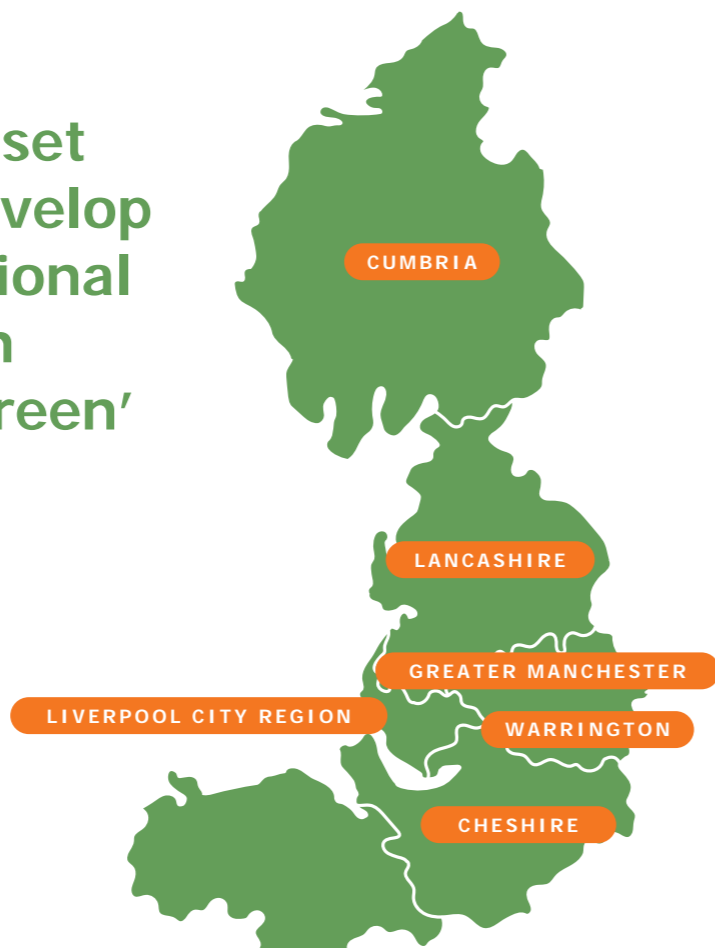 set
velop
ional
n
reen’
CUMBRIA
LANCASHIRE
GREATER MANCHESTER
LIVERPOOL CITY REGION
WARRINGTON
CHESHIRE